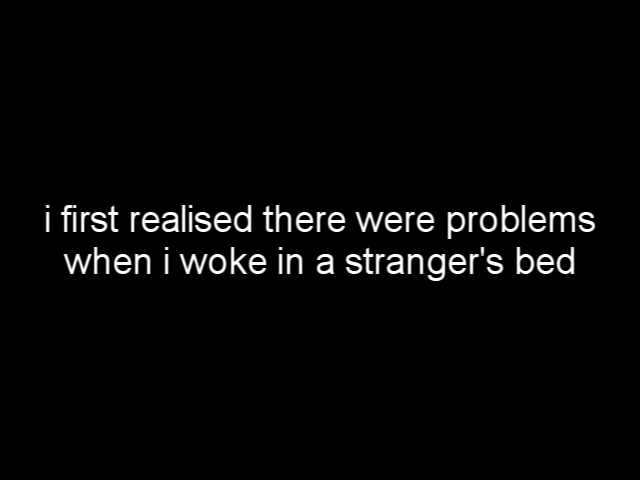 i first realised there were problems
when i woke in a stranger's bed